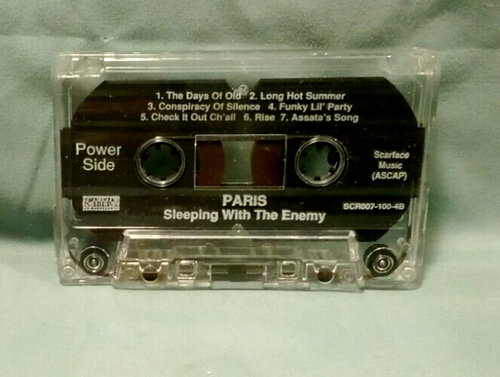 1. The Days Of Old 2. Long Hot Summer
3. Conspiracy Of Silence 4. Funky Lil' Party
5. Check It Out Ch'all 6. Rise 7. Assata's Song
Power
Side
Scarface
Music
(ASCAP)
PARIS
SCR007-100-4B
Sleeping With The Enemy